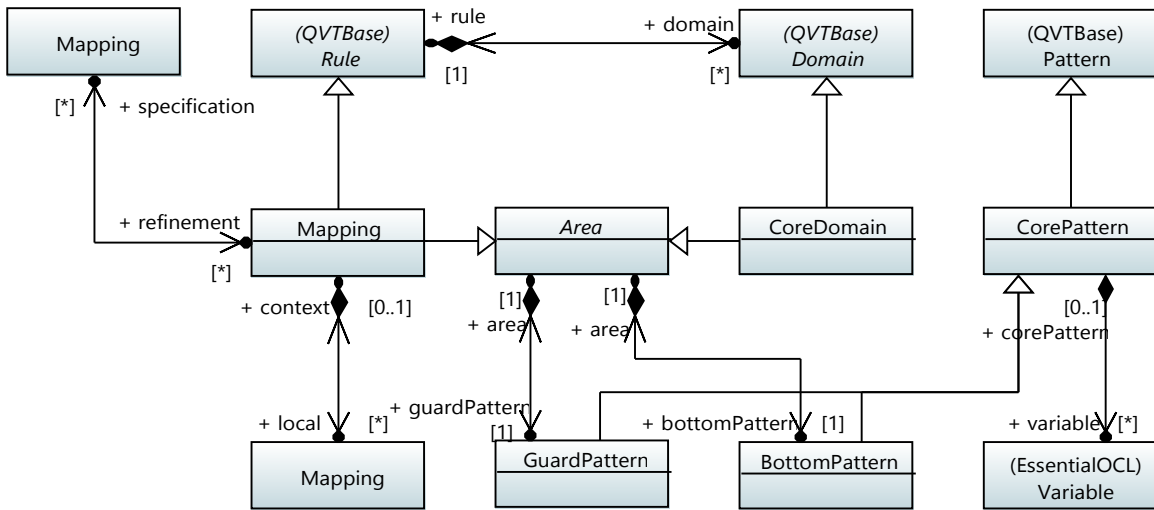 + rule
+ domain
Mapping
(QVTBase)
Rule
(QVTBase)
Domain
(QVTBase)
Pattern
[1]
[*]
[*]
+ specification
+ refinement
[*]
Mapping
Area
CoreDomain
CorePattern
+ context
[0..1]
[1]
+ area
[1]
+ area
[0..1]
+ corePattern
+ local
[*]
+ guardPattern
[1]
+ bottomPattern
[1]
+ variable
[*]
Mapping
GuardPattern
BottomPattern
(EssentialOCL)
Variable